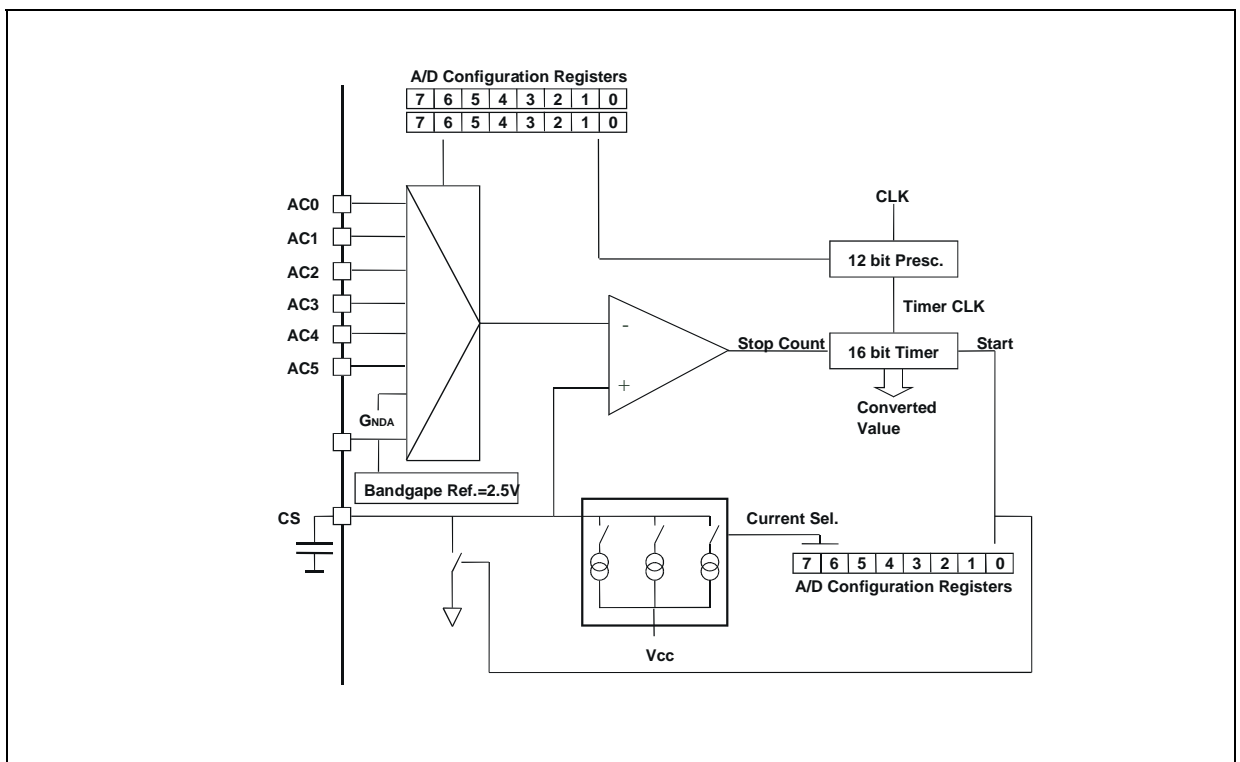 A/D Configuration Registers
7 6 5 4 3 2 1 0
7 6 5 4 3 2 1 0
AC0
AC1
AC2
AC3
AC4
AC5
GNDA
Bandgape Ref.=2.5V
CS
CLK
12 bit Presc.
Timer CLK
-
+
Stop Count
16 bit Timer
Start
Converted
Value
Current Sel.
7 6 5 4 3 2 1 0
A/D Configuration Registers
Vcc